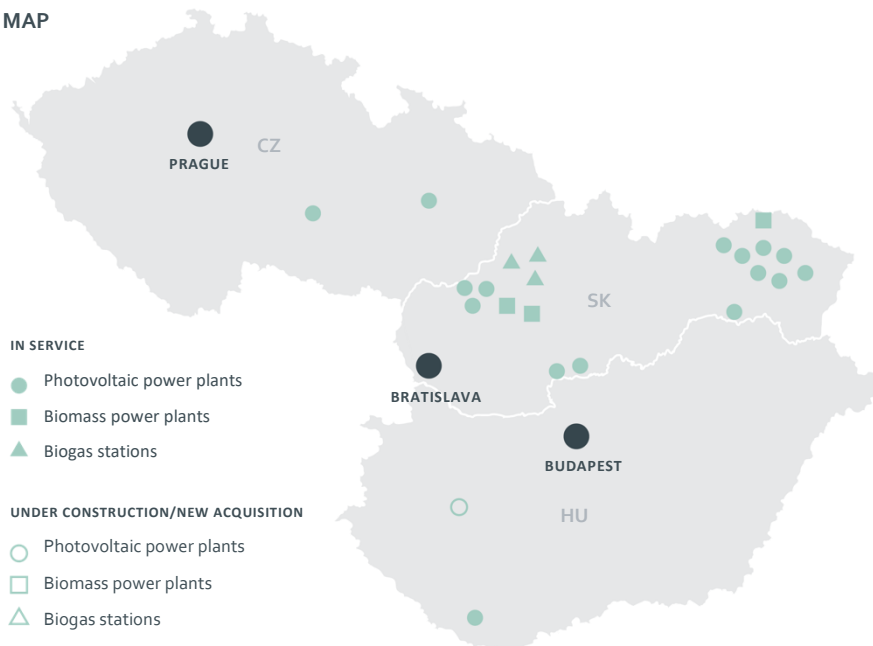 MAP
PRAGUE
CZ
SK
BRATISLAVA
BUDAPEST
HU
IN SERVICE
Photovoltaic power plants
Biomass power plants
Biogas stations
UNDER CONSTRUCTION/NEW ACQUISITION
Photovoltaic power plants
Biomass power plants
Biogas stations